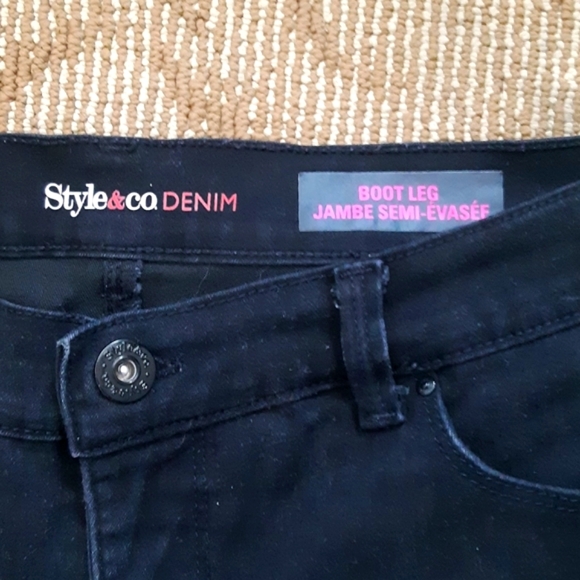 Style&co. DENIM
BOOT LEG
JAMBE SEMI-ÉVASÉE